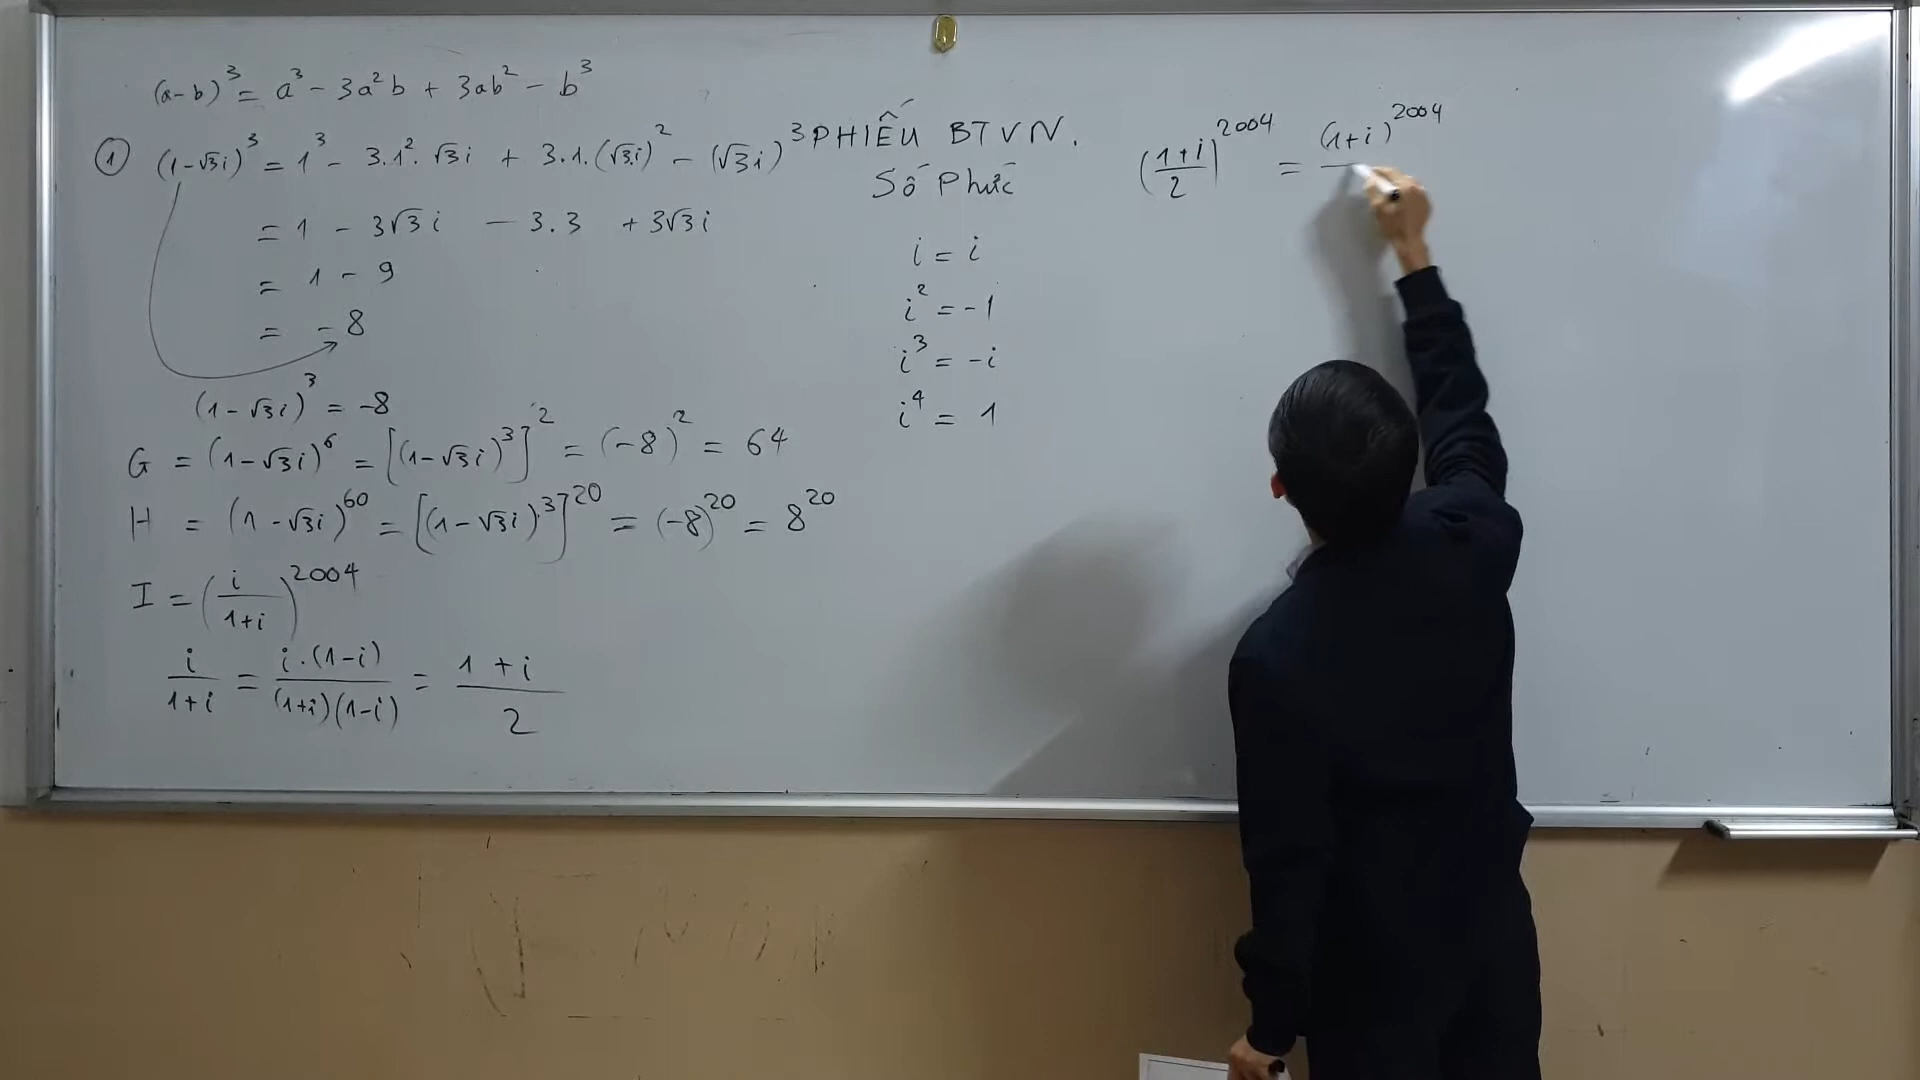 (a-b)³ = a³ - 3a²b + 3ab² - b³
① (1-√3i)³ = 1³ - 3.1².√3i + 3.1.(√3i)² - (√3i)³
= 1 - 3√3i - 3.3 + 3√3i
= 1 - 9
= -8
(1-√3i)³ = -8
G = (1-√3i)⁶ = [(1-√3i)³]² = (-8)² = 64
H = (1-√3i)⁶⁰ = [(1-√3i)³]²⁰ = (-8)²⁰ = 8²⁰
I = (i/(1+i))²⁰⁰⁴
i/(1+i) = i.(1-i)/((1+i)(1-i)) = (1+i)/2
PHIẾU BTVN.
Số Phức
i = i
i² = -1
i³ = -i
i⁴ = 1
((1+i)/2)²⁰⁰⁴ = (1+i)²⁰⁰⁴